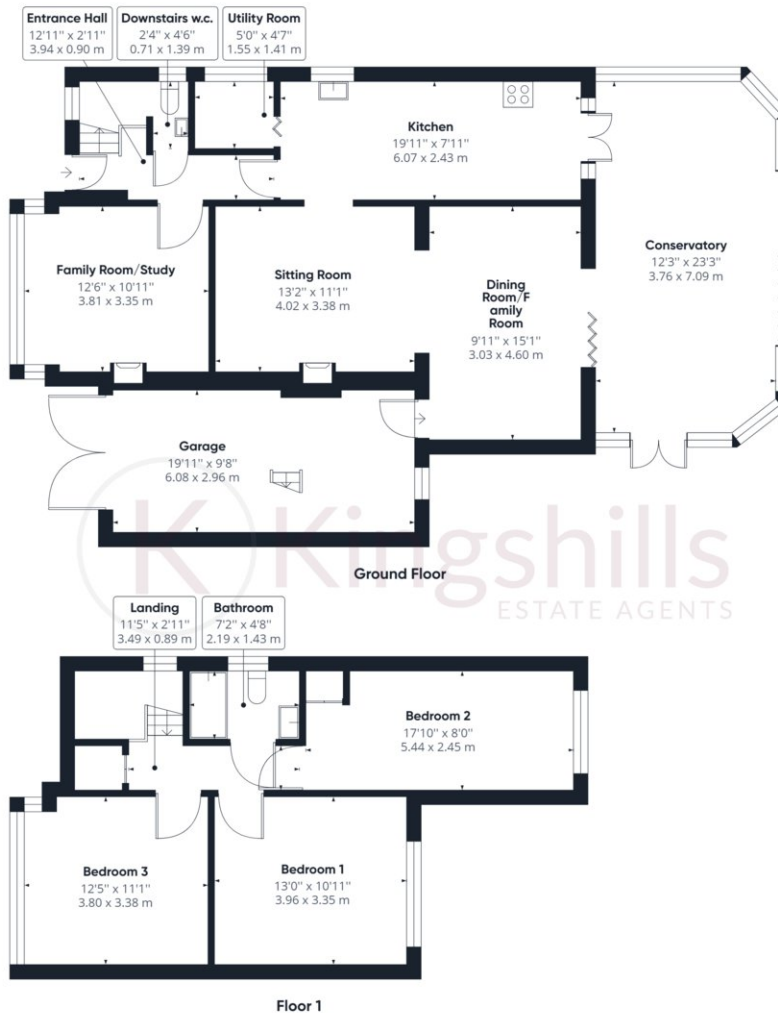 Entrance Hall
12'11" x 2'11"
3.94 x 0.90 m
Downstairs w.c.
2'4" x 4'6"
0.71 x 1.39 m
Utility Room
5'0" x 4'7"
1.55 x 1.41 m
Kitchen
19'11" x 7'11"
6.07 x 2.43 m
Family Room/Study
12'6" x 10'11"
3.81 x 3.35 m
Sitting Room
13'2" x 11'1"
4.02 x 3.38 m
Dining
Room/F
amily
Room
9'11" x 15'1"
3.03 x 4.60 m
Conservatory
12'3" x 23'3"
3.76 x 7.09 m
Garage
19'11" x 9'8"
6.08 x 2.96 m
K Kingshills
ESTATE AGENTS
Ground Floor
Landing
11'5" x 2'11"
3.49 x 0.89 m
Bathroom
7'2" x 4'8"
2.19 x 1.43 m
Bedroom 2
17'10" x 8'0"
5.44 x 2.45 m
Bedroom 3
12'5" x 11'1"
3.80 x 3.38 m
Bedroom 1
13'0" x 10'11"
3.96 x 3.35 m
Floor 1